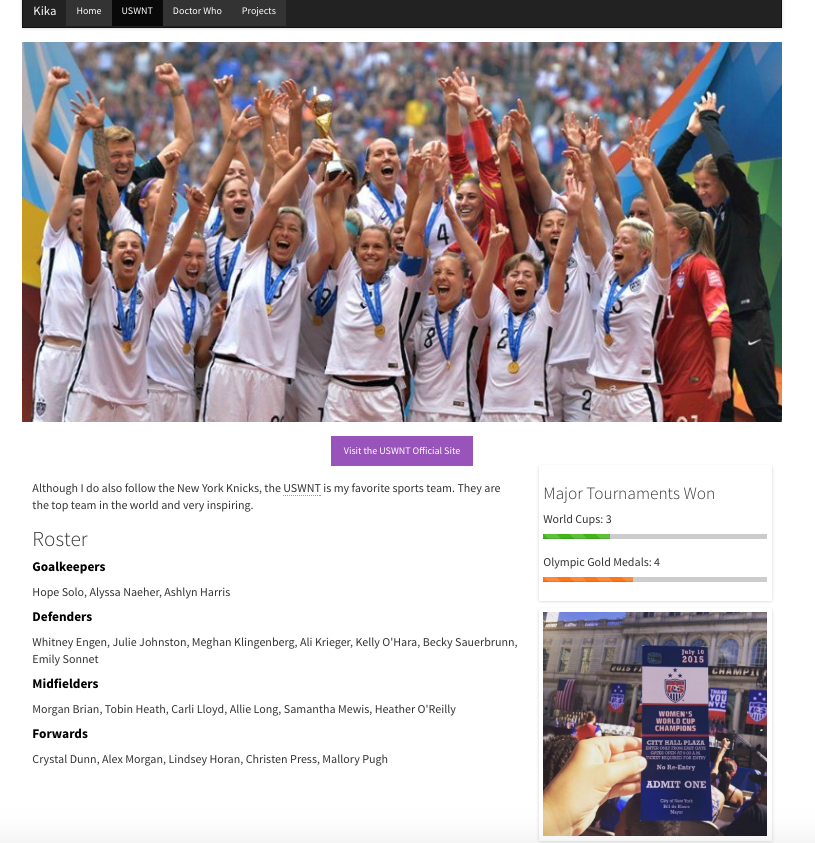 Kika Home USWNT Doctor Who Projects
4
8
2
Visit the USWNT Official Site
Although I do also follow the New York Knicks, the USWNT is my favorite sports team. They are
the top team in the world and very inspiring.
Roster
Goalkeepers
Hope Solo, Alyssa Naeher, Ashlyn Harris
Defenders
Whitney Engen, Julie Johnston, Meghan Klingenberg, Ali Krieger, Kelly O'Hara, Becky Sauerbrunn,
Emily Sonnet
Midfielders
Morgan Brian, Tobin Heath, Carli Lloyd, Allie Long, Samantha Mewis, Heather O'Reilly
Forwards
Crystal Dunn, Alex Morgan, Lindsey Horan, Christen Press, Mallory Pugh
Major Tournaments Won
World Cups: 3
Olympic Gold Medals: 4
July 10
2015
WOMEN'S
WORLD CUP
CHAMPIONS
CITY HALL PLAZA
No Re-Entry
ADMIT ONE
City of New York
Bill de Blasio
Mayor
THANK
YOU
NYC